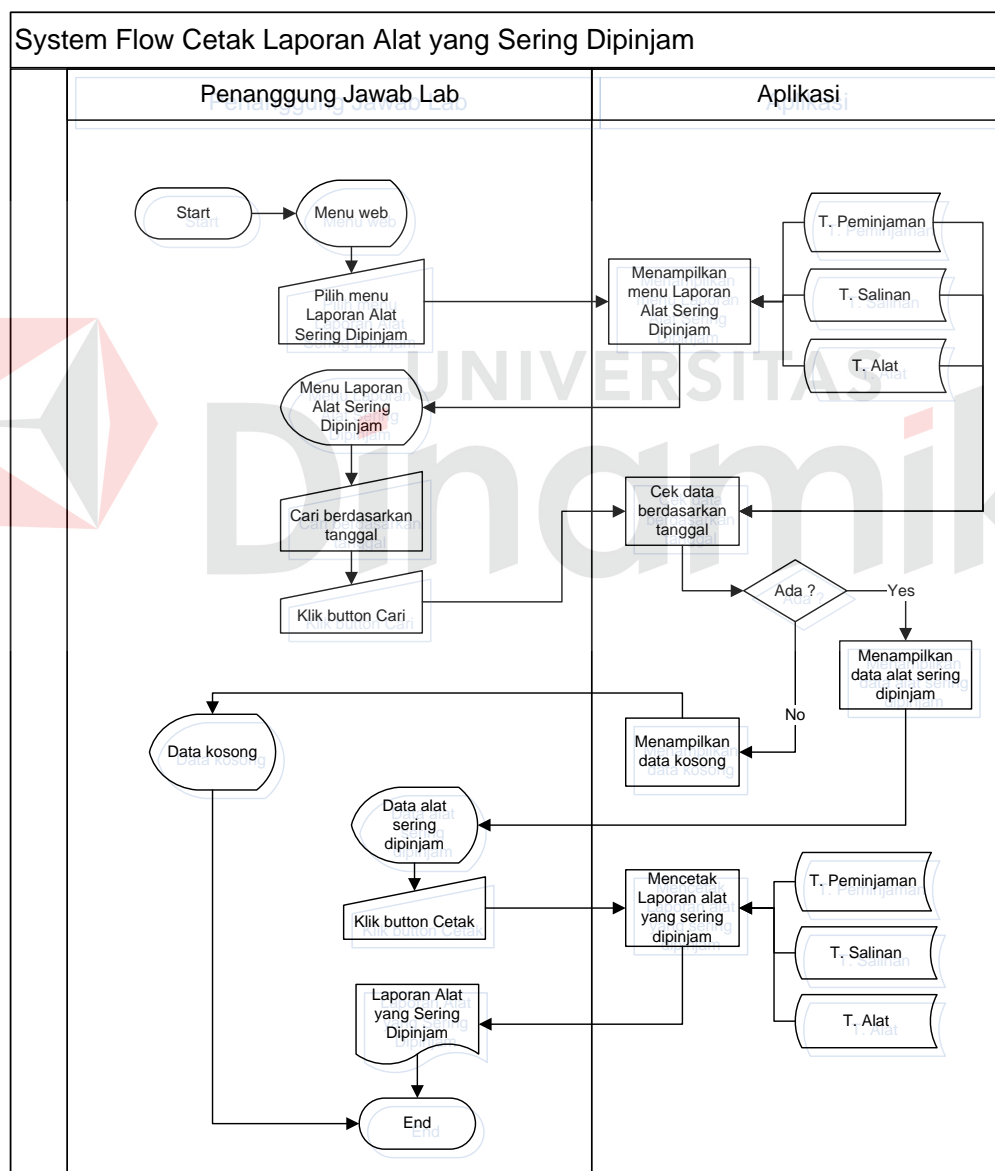 System Flow Cetak Laporan Alat yang Sering Dipinjam
Penanggung Jawab Lab
Aplikasi
Start
Menu web
T. Peminjaman
Pilih menu
Laporan Alat
Sering Dipinjam
Menampilkan
menu Laporan
Alat Sering
Dipinjam
T. Salinan
T. Alat
UNIVERSITAS
Dinamik
Menu Laporan
Alat Sering
Dipinjam
Cari berdasarkan
tanggal
Cek data
berdasarkan
tanggal
Klik button Cari
Ada ?
Yes
Menampilkan
data alat sering
dipinjam
No
Data kosong
Menampilkan
data kosong
Data alat
sering
dipinjam
Klik button Cetak
Mencetak
Laporan alat
yang sering
dipinjam
T. Peminjaman
T. Salinan
T. Alat
Laporan Alat
yang Sering
Dipinjam
End